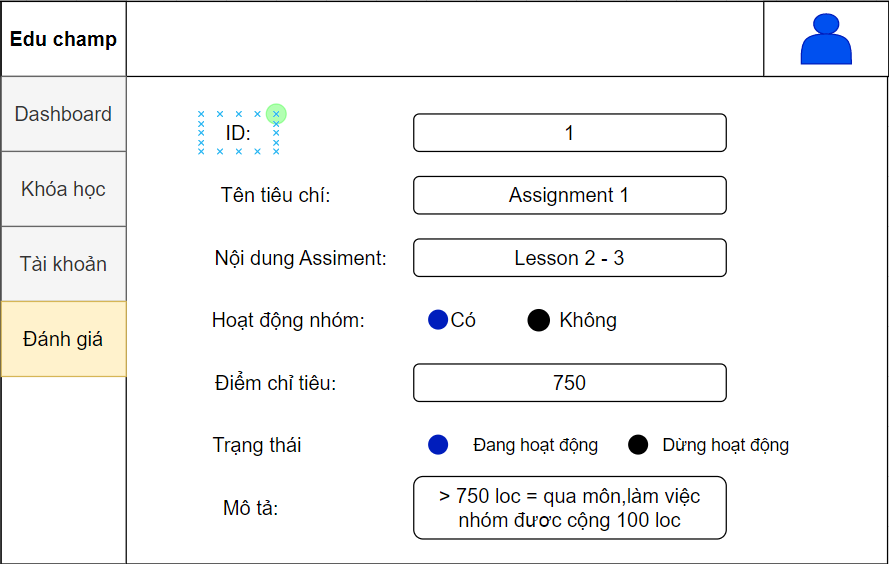 Edu champ
Dashboard
Khóa học
Tài khoản
Đánh giá
ID:
1
Tên tiêu chí:
Assignment 1
Nội dung Assiment:
Lesson 2 - 3
Hoạt động nhóm:
Có
Không
Điểm chỉ tiêu:
750
Trạng thái
Đang hoạt động
Dừng hoạt động
Mô tả:
> 750 loc = qua môn,làm việc
nhóm đươc cộng 100 loc